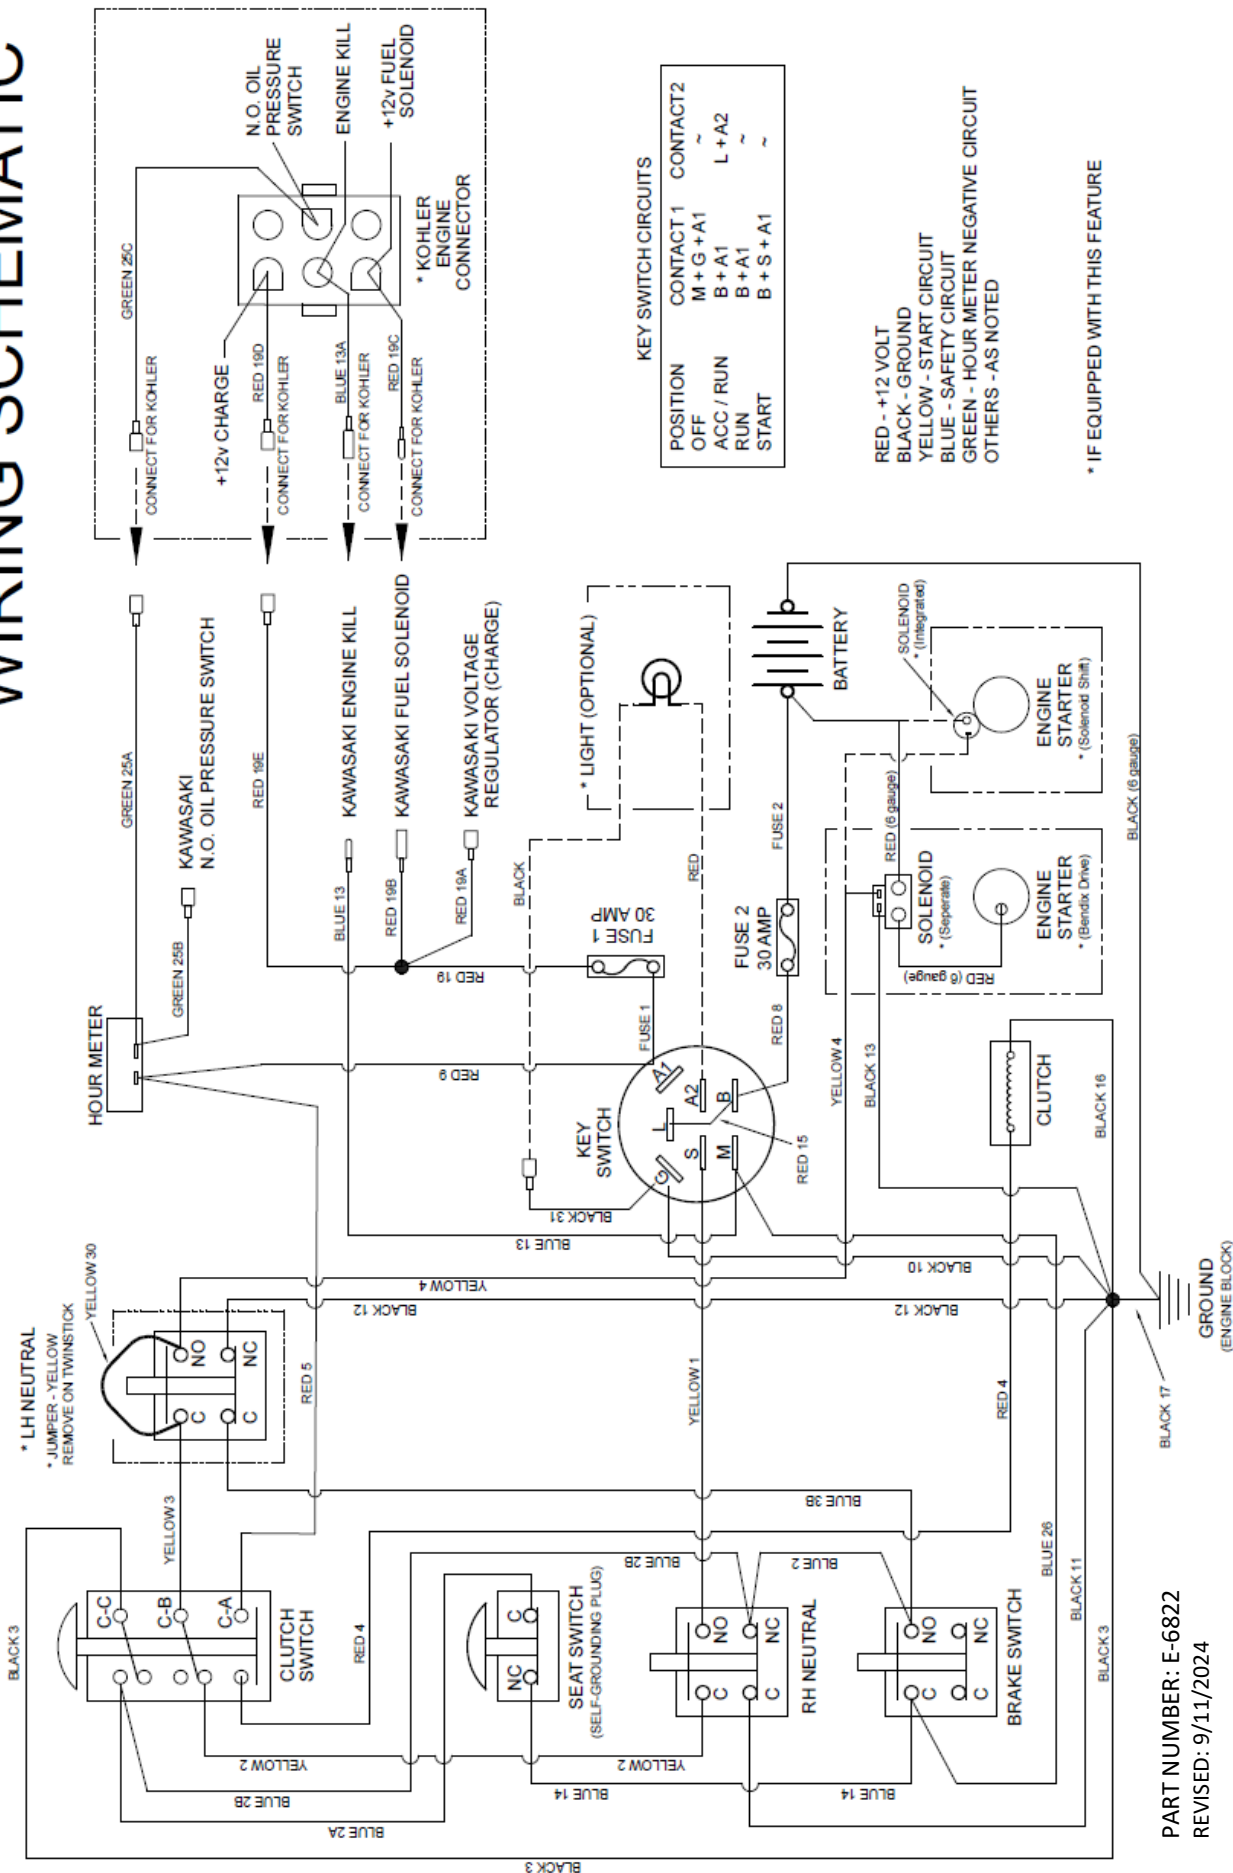 WIRING SCHEMATIC
N.O. OIL
PRESSURE
SWITCH
ENGINE KILL
+12v FUEL
SOLENOID
* KOHLER
ENGINE
CONNECTOR
GREEN 25C
CONNECT FOR KOHLER
+12v CHARGE
RED 19D
CONNECT FOR KOHLER
BLUE 13A
CONNECT FOR KOHLER
RED 19C
CONNECT FOR KOHLER
KEY SWITCH CIRCUITS
POSITION CONTACT 1 CONTACT2
OFF M + G + A1 ~
ACC / RUN B + A1 L + A2
RUN B + A1 ~
START B + S + A1 ~
RED - +12 VOLT
BLACK - GROUND
YELLOW - START CIRCUIT
BLUE - SAFETY CIRCUIT
GREEN - HOUR METER NEGATIVE CIRCUIT
OTHERS - AS NOTED
* IF EQUIPPED WITH THIS FEATURE
HOUR METER
GREEN 25A
GREEN 25B
KAWASAKI
N.O. OIL PRESSURE SWITCH
RED 19E
BLUE 13
KAWASAKI ENGINE KILL
RED 19B
KAWASAKI FUEL SOLENOID
RED 19A
KAWASAKI VOLTAGE
REGULATOR (CHARGE)
RED 19
RED 9
BLACK
* LIGHT (OPTIONAL)
RED
FUSE 1
30 AMP
FUSE 1
FUSE 2
30 AMP
FUSE 2
RED 8
BATTERY
KEY
SWITCH
A1
A2
B
L
G
S
M
RED 15
BLACK 31
BLUE 13
BLACK 10
YELLOW 4
BLACK 13
RED (6 gauge)
SOLENOID
* (Integrated)
SOLENOID
* (Seperate)
RED (6 gauge)
ENGINE
STARTER
* (Solenoid Shift)
ENGINE
STARTER
* (Bendix Drive)
BLACK (6 gauge)
CLUTCH
BLACK 16
GROUND
(ENGINE BLOCK)
BLACK 17
* LH NEUTRAL
* JUMPER - YELLOW
REMOVE ON TWINSTICK
YELLOW 30
NO
NC
C
C
YELLOW 4
BLACK 12
BLACK 12
RED 5
YELLOW 3
YELLOW 1
RED 4
BLUE 3B
BLACK 3
C-C
C-B
C-A
CLUTCH
SWITCH
RED 4
BLUE 2B
BLUE 2
BLUE 26
BLACK 11
BLACK 3
C
NC
SEAT SWITCH
(SELF-GROUNDING PLUG)
NO
NC
C
C
RH NEUTRAL
NO
NC
C
C
BRAKE SWITCH
YELLOW 2
YELLOW 2
BLUE 2B
BLUE 14
BLUE 14
BLUE 2A
BLACK 3
PART NUMBER: E-6822
REVISED: 9/11/2024